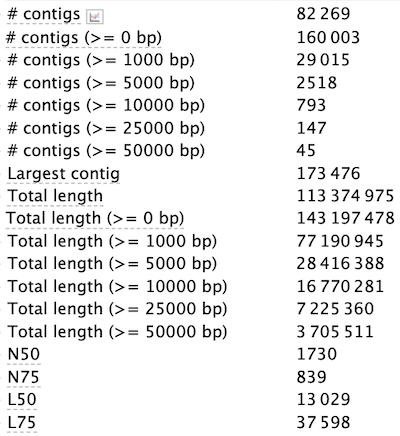 # contigs 82 269
# contigs (>= 0 bp) 160 003
# contigs (>= 1000 bp) 29 015
# contigs (>= 5000 bp) 2518
# contigs (>= 10000 bp) 793
# contigs (>= 25000 bp) 147
# contigs (>= 50000 bp) 45
Largest contig 173 476
Total length 113 374 975
Total length (>= 0 bp) 143 197 478
Total length (>= 1000 bp) 77 190 945
Total length (>= 5000 bp) 28 416 388
Total length (>= 10000 bp) 16 770 281
Total length (>= 25000 bp) 7 225 360
Total length (>= 50000 bp) 3 705 511
N50 1730
N75 839
L50 13 029
L75 37 598